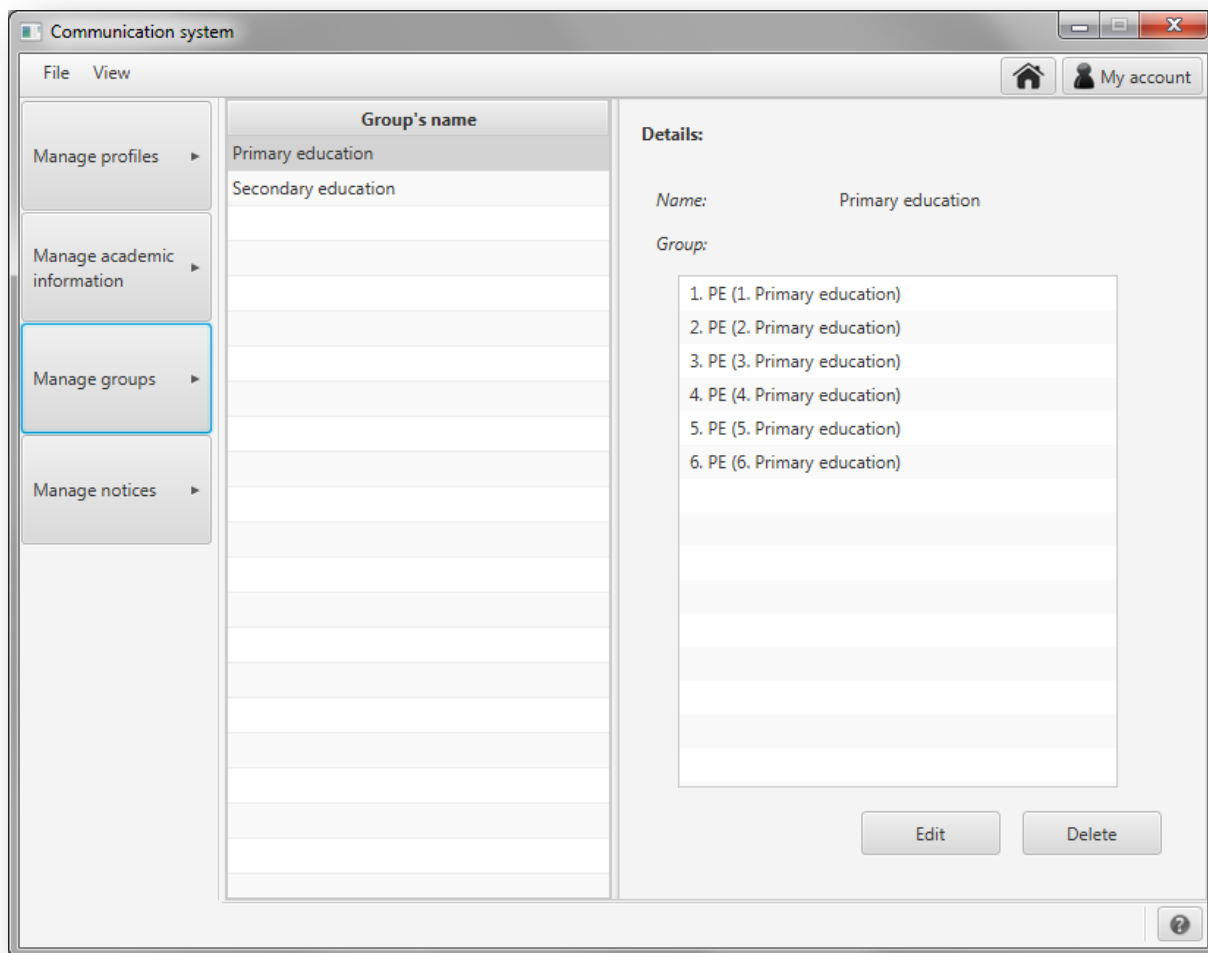 Communication system
File View
My account
Manage profiles
Manage academic
information
Manage groups
Manage notices
Group's name
Primary education
Secondary education
Details:
Name: Primary education
Group:
1. PE (1. Primary education)
2. PE (2. Primary education)
3. PE (3. Primary education)
4. PE (4. Primary education)
5. PE (5. Primary education)
6. PE (6. Primary education)
Edit Delete